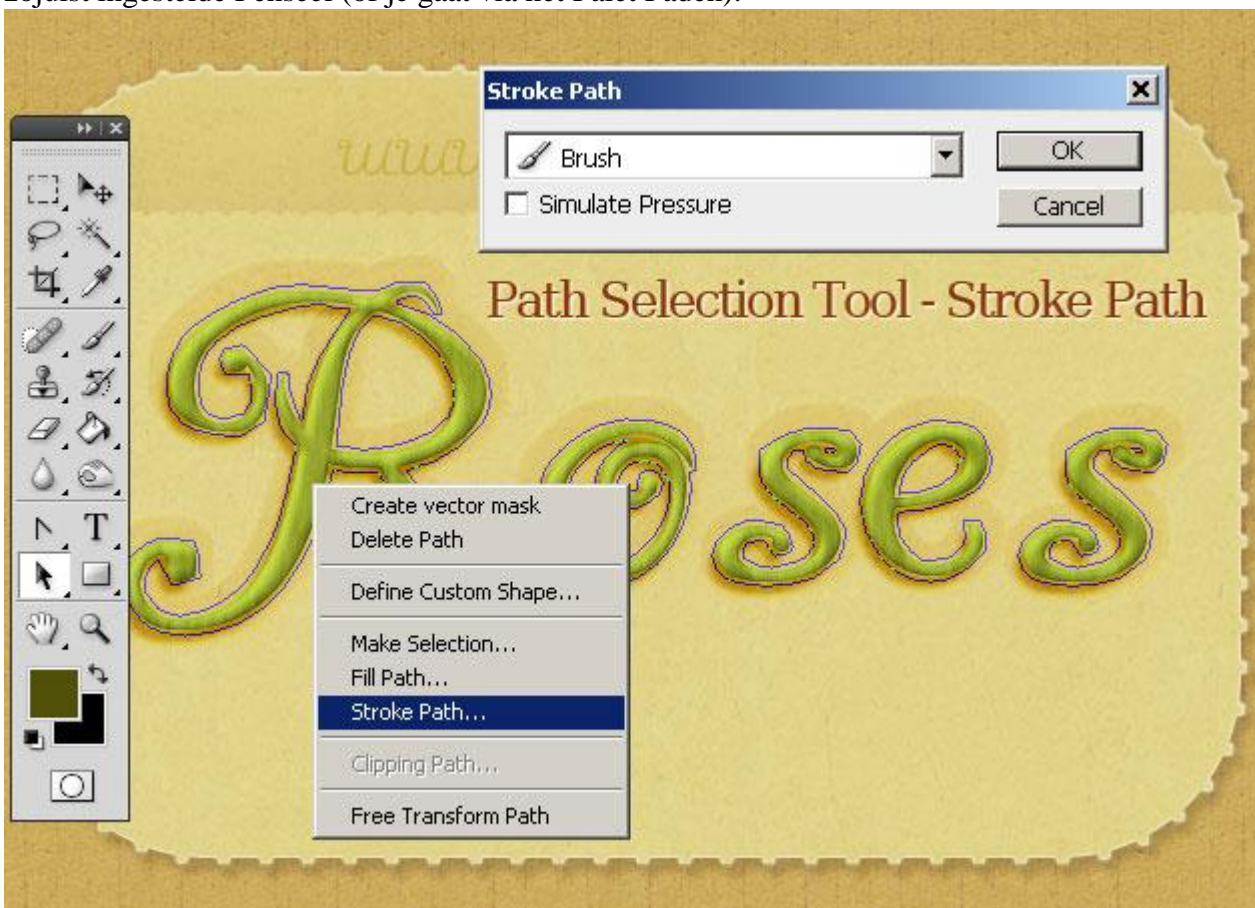 Stroke Path
Brush
OK
Simulate Pressure
Cancel
Path Selection Tool - Stroke Path
Roses
T
Create vector mask
Delete Path
Define Custom Shape...
Make Selection...
Fill Path...
Stroke Path...
Clipping Path...
Free Transform Path